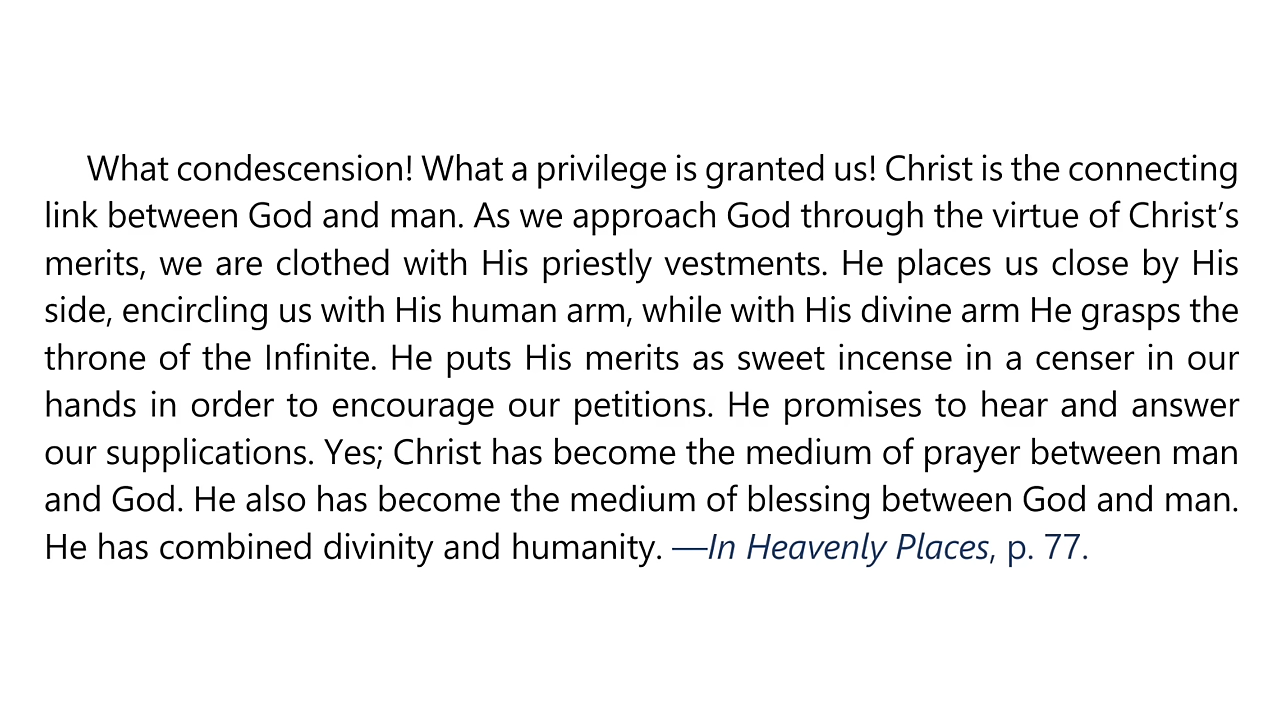 What condescension! What a privilege is granted us! Christ is the connecting
link between God and man. As we approach God through the virtue of Christ’s
merits, we are clothed with His priestly vestments. He places us close by His
side, encircling us with His human arm, while with His divine arm He grasps the
throne of the Infinite. He puts His merits as sweet incense in a censer in our
hands in order to encourage our petitions. He promises to hear and answer
our supplications. Yes; Christ has become the medium of prayer between man
and God. He also has become the medium of blessing between God and man.
He has combined divinity and humanity. —In Heavenly Places, p. 77.